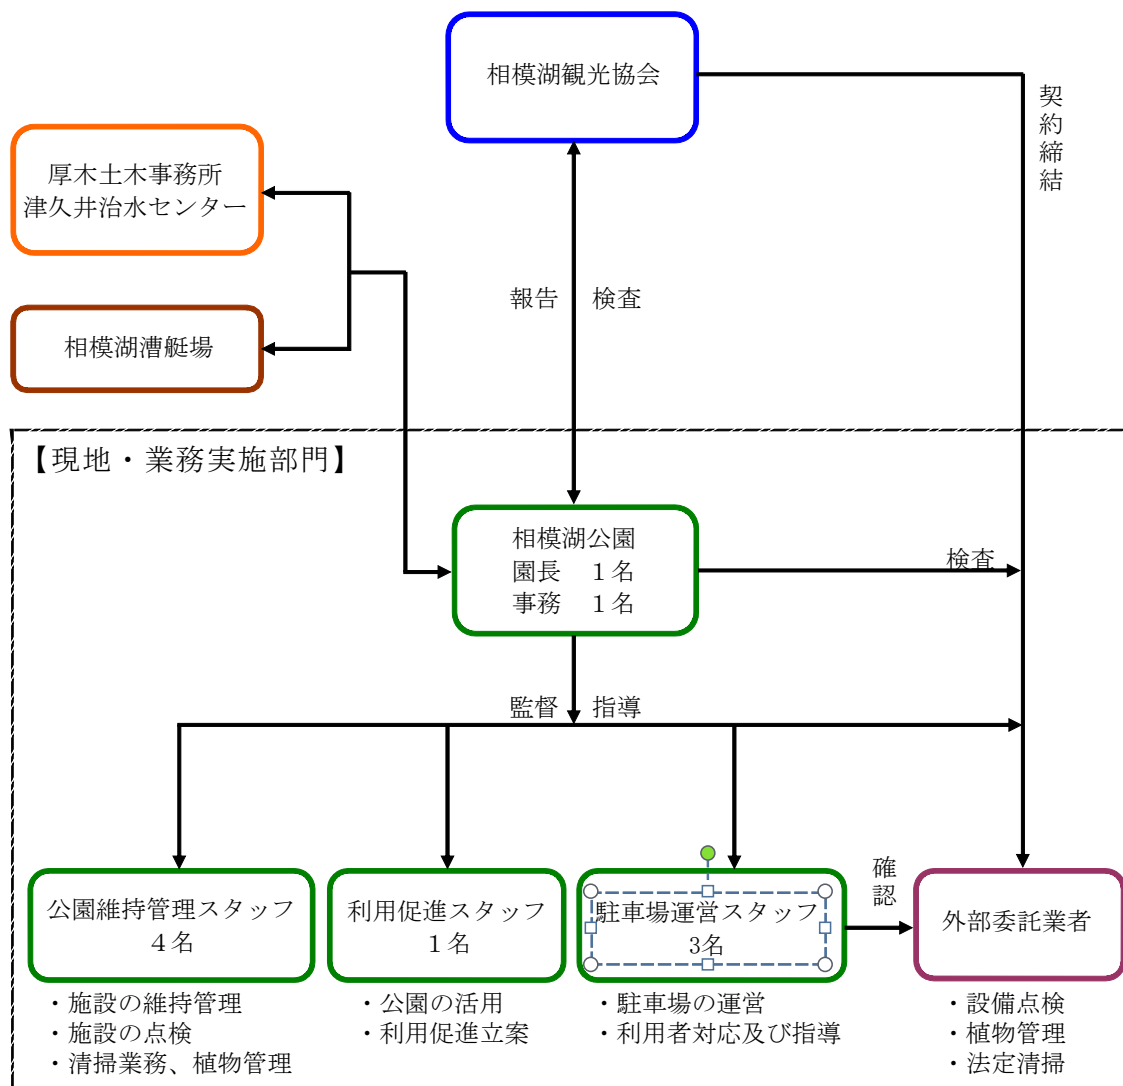 相模湖観光協会
契約締結
厚木土木事務所
津久井治水センター
報告 検査
相模湖漕艇場
【現地・業務実施部門】
相模湖公園
園長　１名
事務　１名
検査
監督 指導
公園維持管理スタッフ
４名
利用促進スタッフ
１名
駐車場運営スタッフ
3名
確認
外部委託業者
・施設の維持管理
・施設の点検
・清掃業務、植物管理
・公園の活用
・利用促進立案
・駐車場の運営
・利用者対応及び指導
・設備点検
・植物管理
・法定清掃